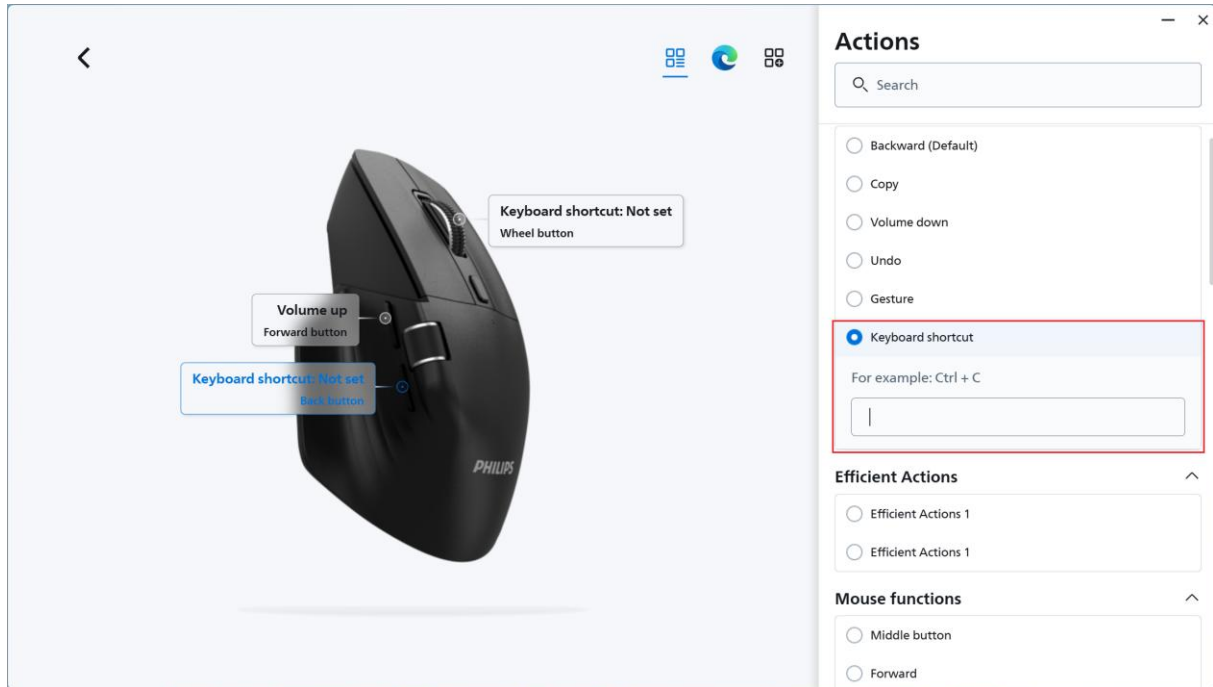 Actions
Search
Backward (Default)
Copy
Volume down
Undo
Gesture
Keyboard shortcut
For example: Ctrl + C
Efficient Actions
Efficient Actions 1
Efficient Actions 1
Mouse functions
Middle button
Forward
Keyboard shortcut: Not set
Wheel button
Volume up
Forward button
Keyboard shortcut: Not set
Back button
PHILIPS